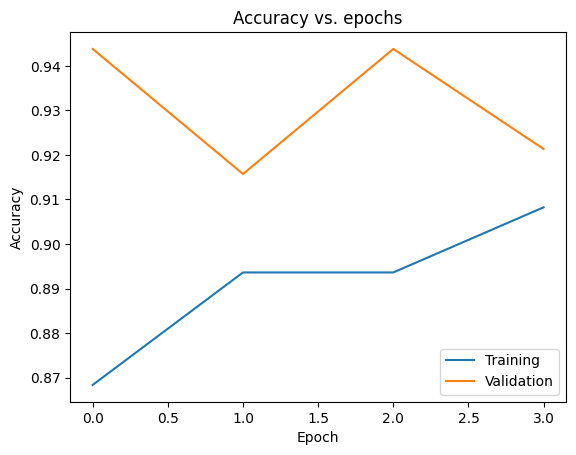 Accuracy vs. epochs
Accuracy
0.94
0.93
0.92
0.91
0.90
0.89
0.88
0.87
0.0 0.5 1.0 1.5 2.0 2.5 3.0
Epoch
Training
Validation